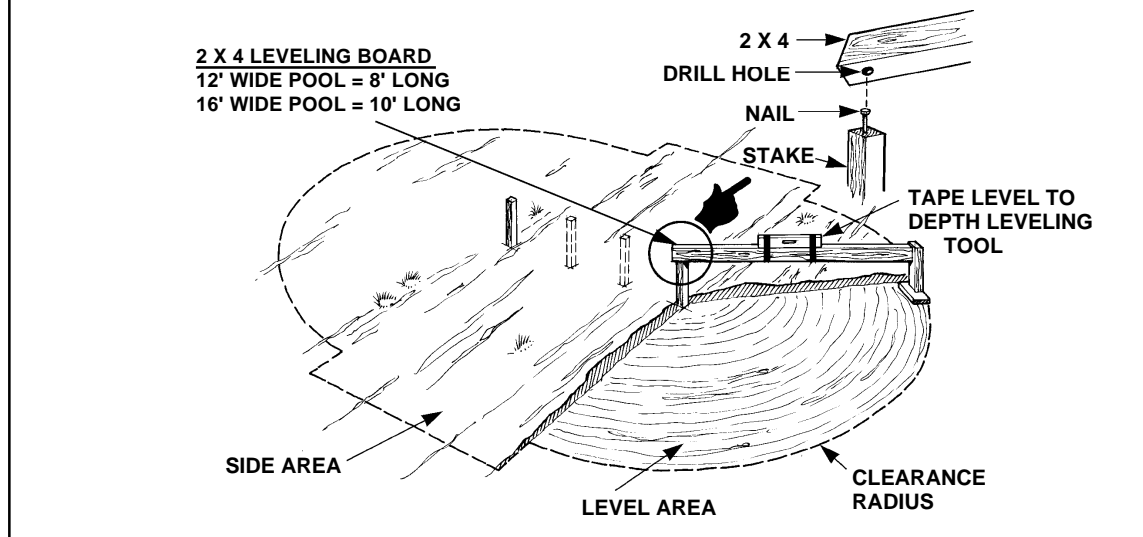 2 X 4 LEVELING BOARD
12' WIDE POOL = 8' LONG
16' WIDE POOL = 10' LONG
2 X 4
DRILL HOLE
NAIL
STAKE
TAPE LEVEL TO
DEPTH LEVELING
TOOL
SIDE AREA
LEVEL AREA
CLEARANCE
RADIUS